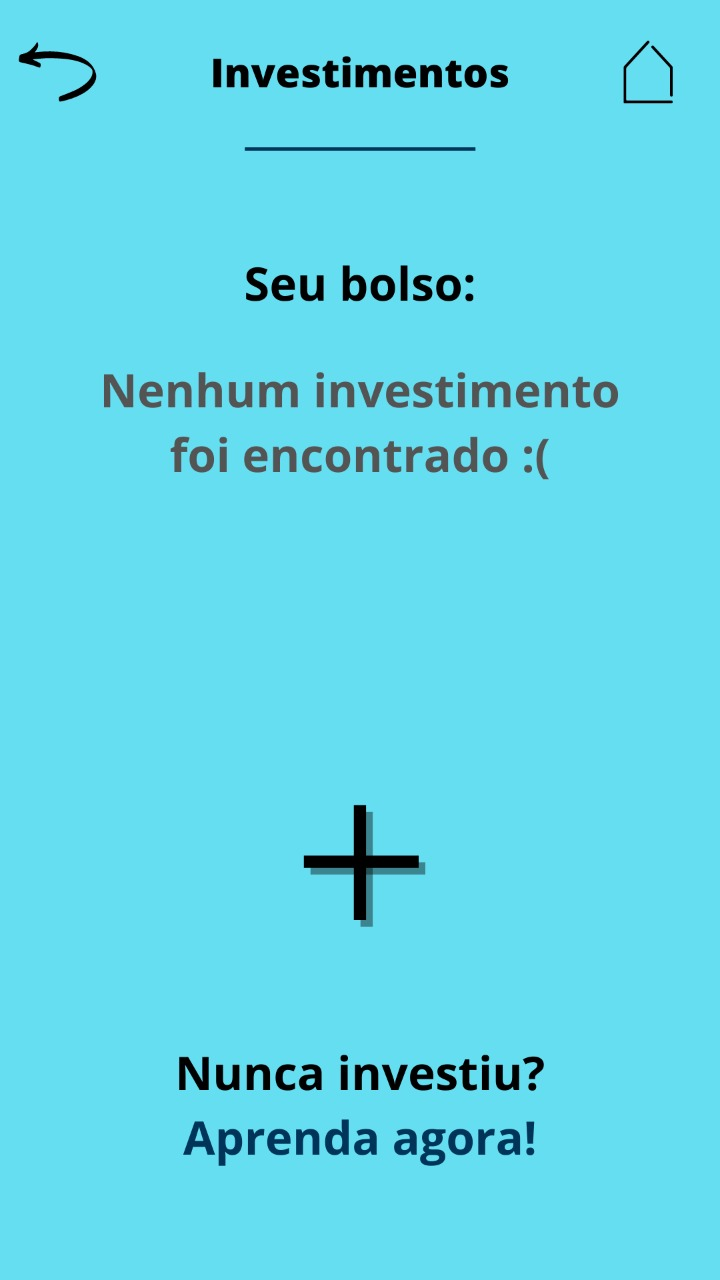 Investimentos
Seu bolso:
Nenhum investimento
foi encontrado :(
Nunca investiu?
Aprenda agora!